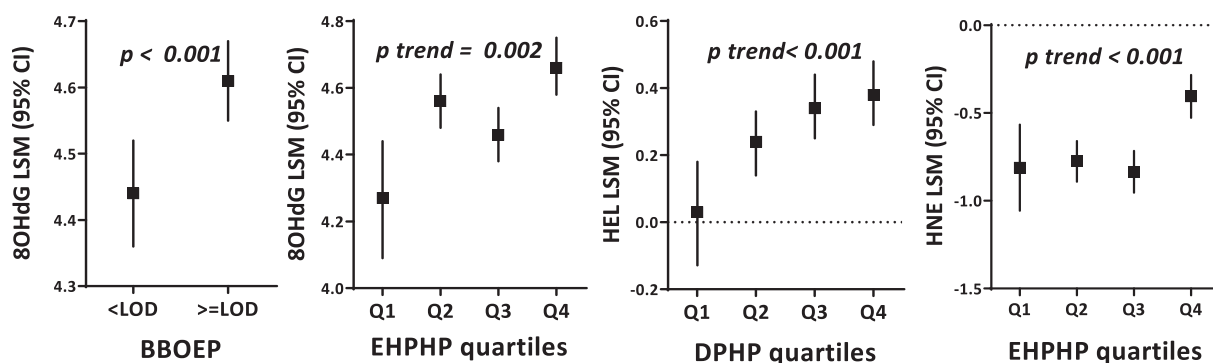 8OHdG LSM (95% CI)
4.7
4.6
4.5
4.4
4.3
p < 0.001
<LOD >=LOD
BBOEP
8OHdG LSM (95% CI)
4.8
4.6
4.4
4.2
4.0
p trend = 0.002
Q1 Q2 Q3 Q4
EHPHP quartiles
HEL LSM (95% CI)
0.6
0.4
0.2
0.0
-0.2
p trend< 0.001
Q1 Q2 Q3 Q4
DPHP quartiles
HNE LSM (95% CI)
0.0
-0.5
-1.0
-1.5
p trend < 0.001
Q1 Q2 Q3 Q4
EHPHP quartiles